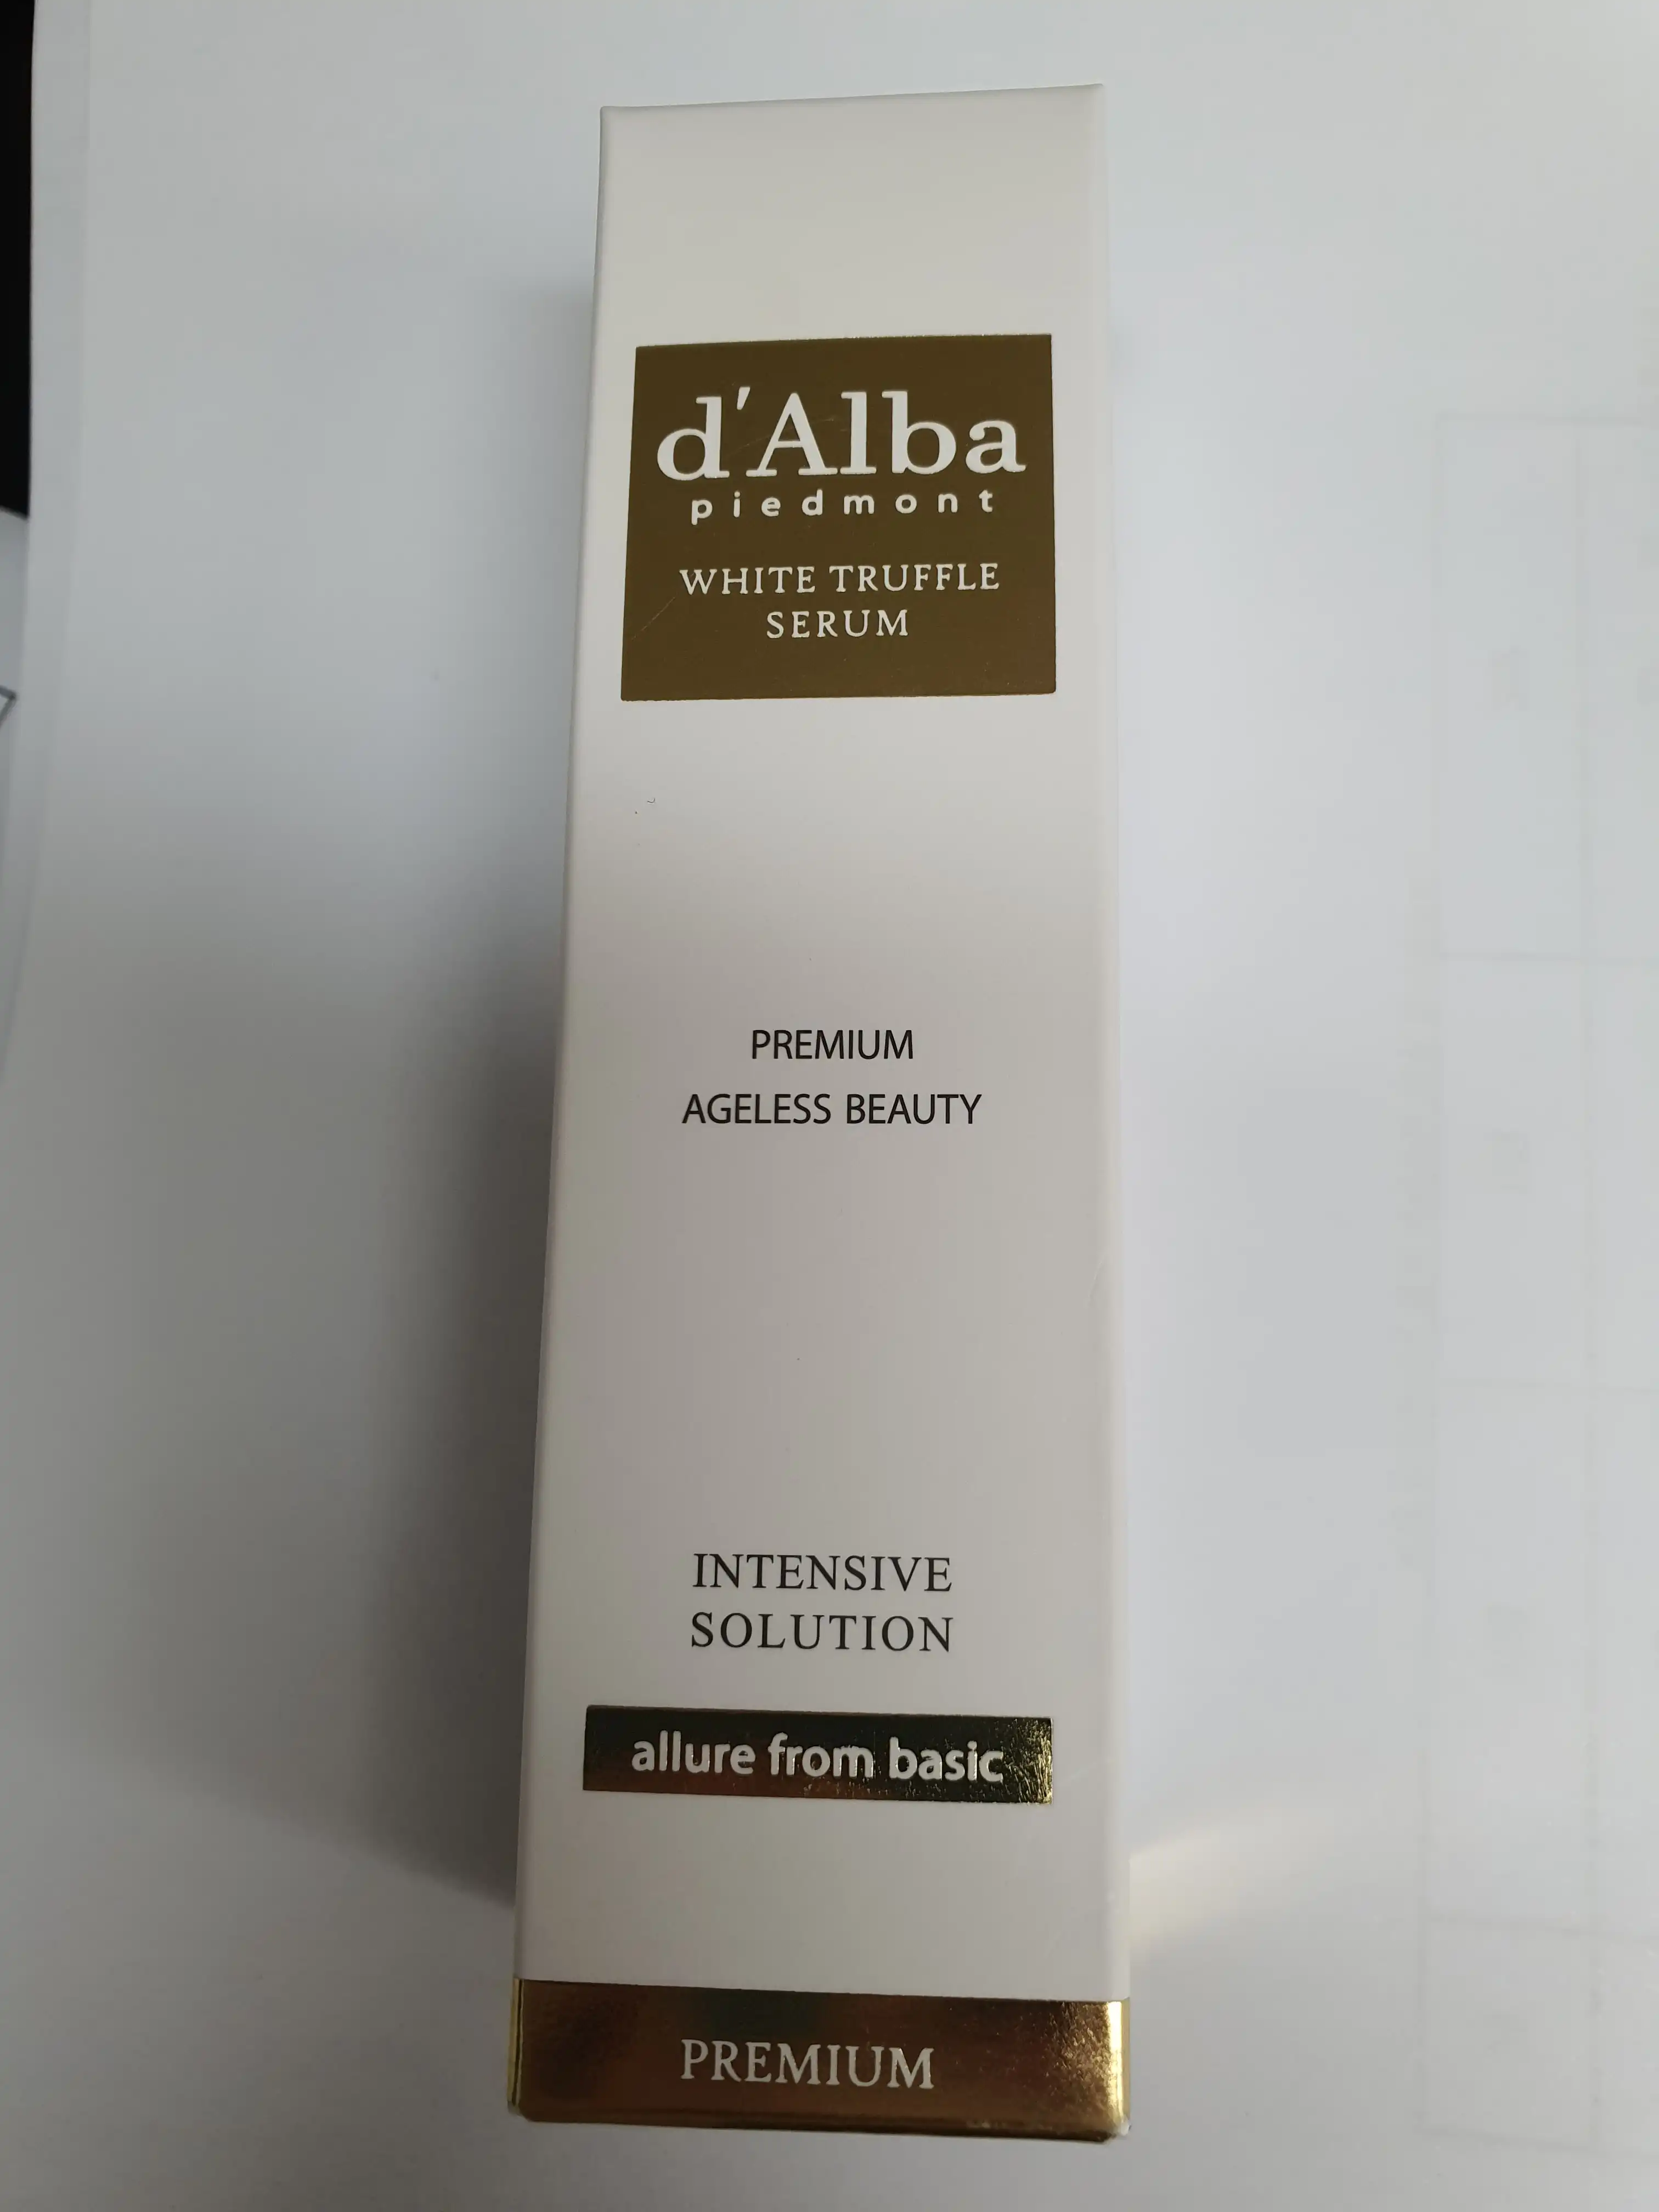 d'Alba
piedmont
WHITE TRUFFLE
SERUM
PREMIUM
AGELESS BEAUTY
INTENSIVE
SOLUTION
allure from basic
PREMIUM